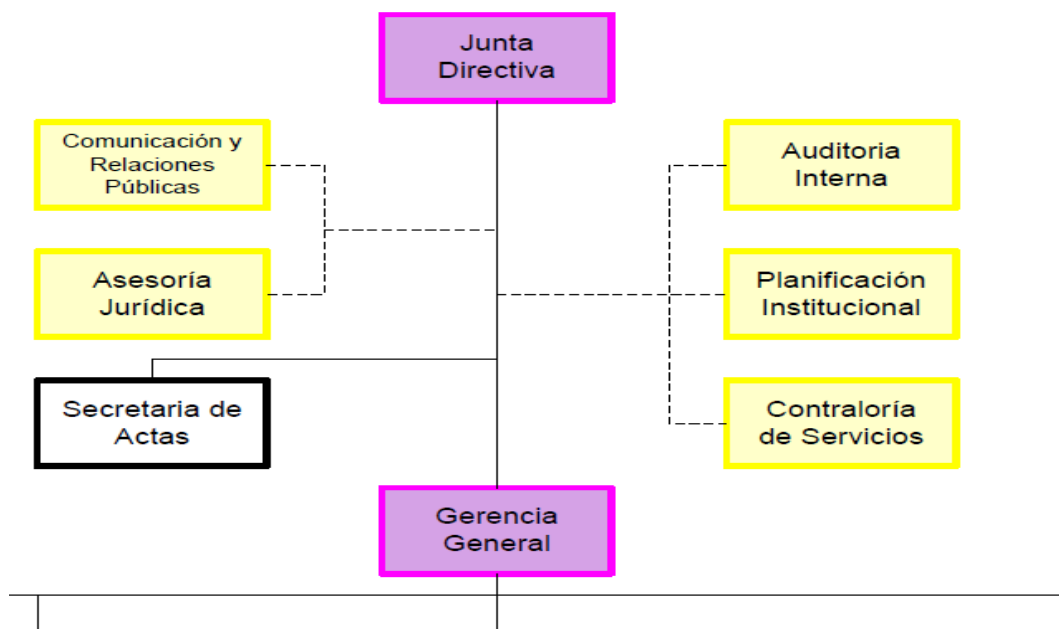 Junta
Directiva
Comunicación y
Relaciones
Públicas
Auditoria
Interna
Asesoría
Jurídica
Planificación
Institucional
Secretaria de
Actas
Contraloría
de Servicios
Gerencia
General